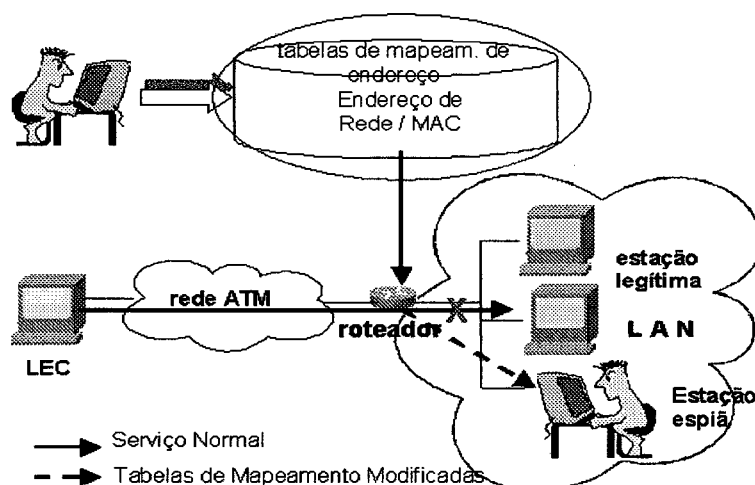 tabelas de mapeam. de
endereço
Endereço de
Rede / MAC
estação
legítima
rede ATM
roteador
L A N
LEC
Estação
espiã
Serviço Normal
Tabelas de Mapeamento Modificadas